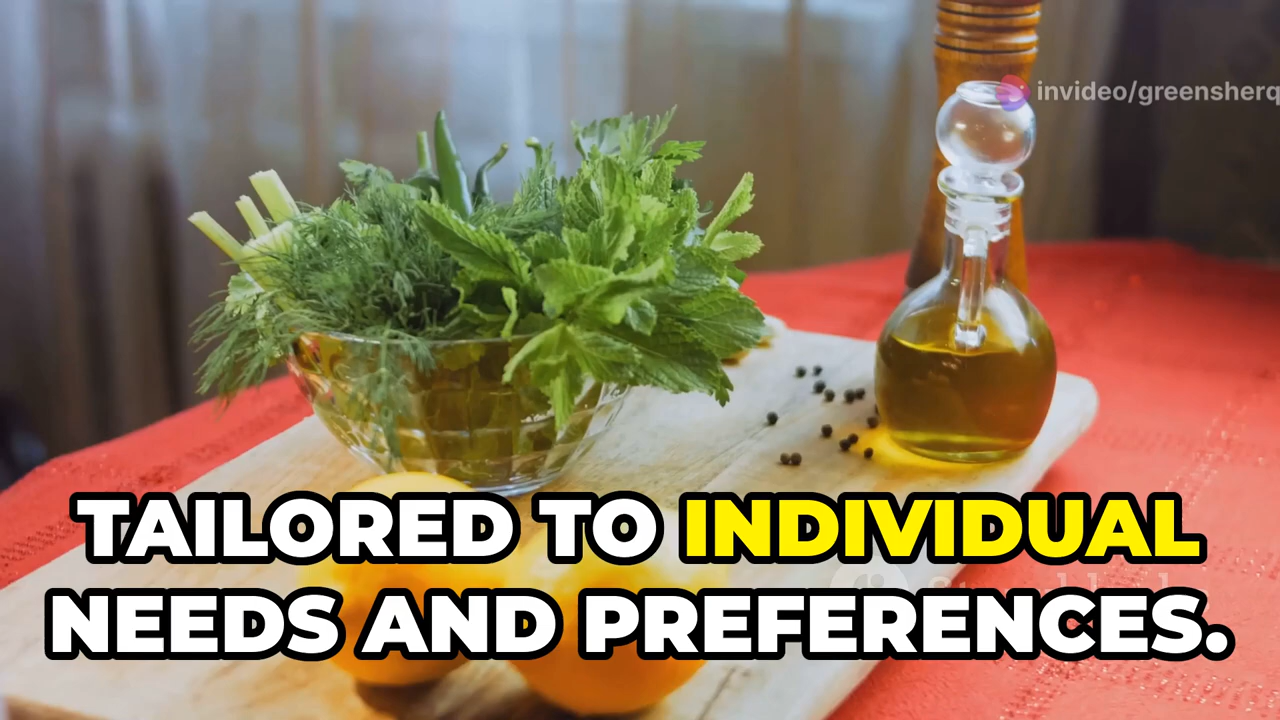 invideo/greensherq
TAILORED TO INDIVIDUAL
NEEDS AND PREFERENCES.